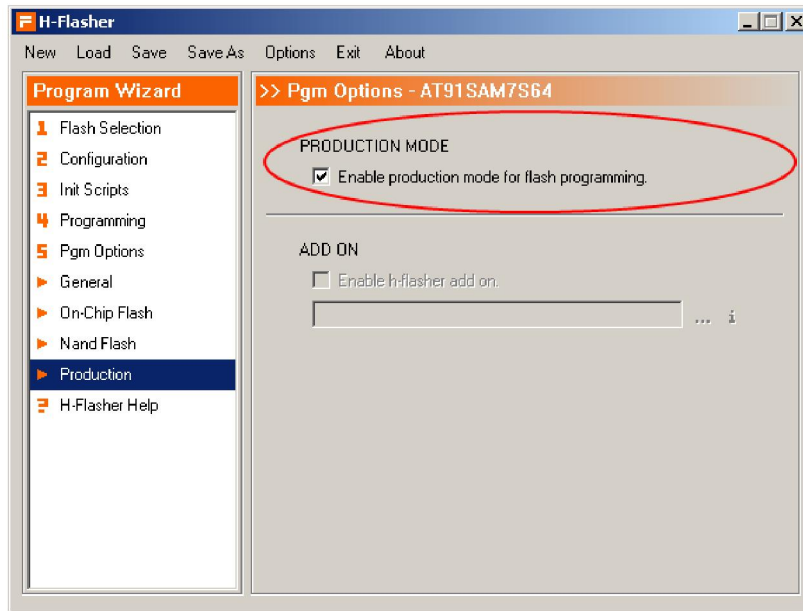 H-Flasher
New Load Save Save As Options Exit About
Program Wizard
1 Flash Selection
2 Configuration
3 Init Scripts
4 Programming
5 Pgm Options
General
On-Chip Flash
Nand Flash
Production
? H-Flasher Help
>> Pgm Options - AT91SAM7S64
PRODUCTION MODE
Enable production mode for flash programming.
ADD ON
Enable h-flasher add on.
... i